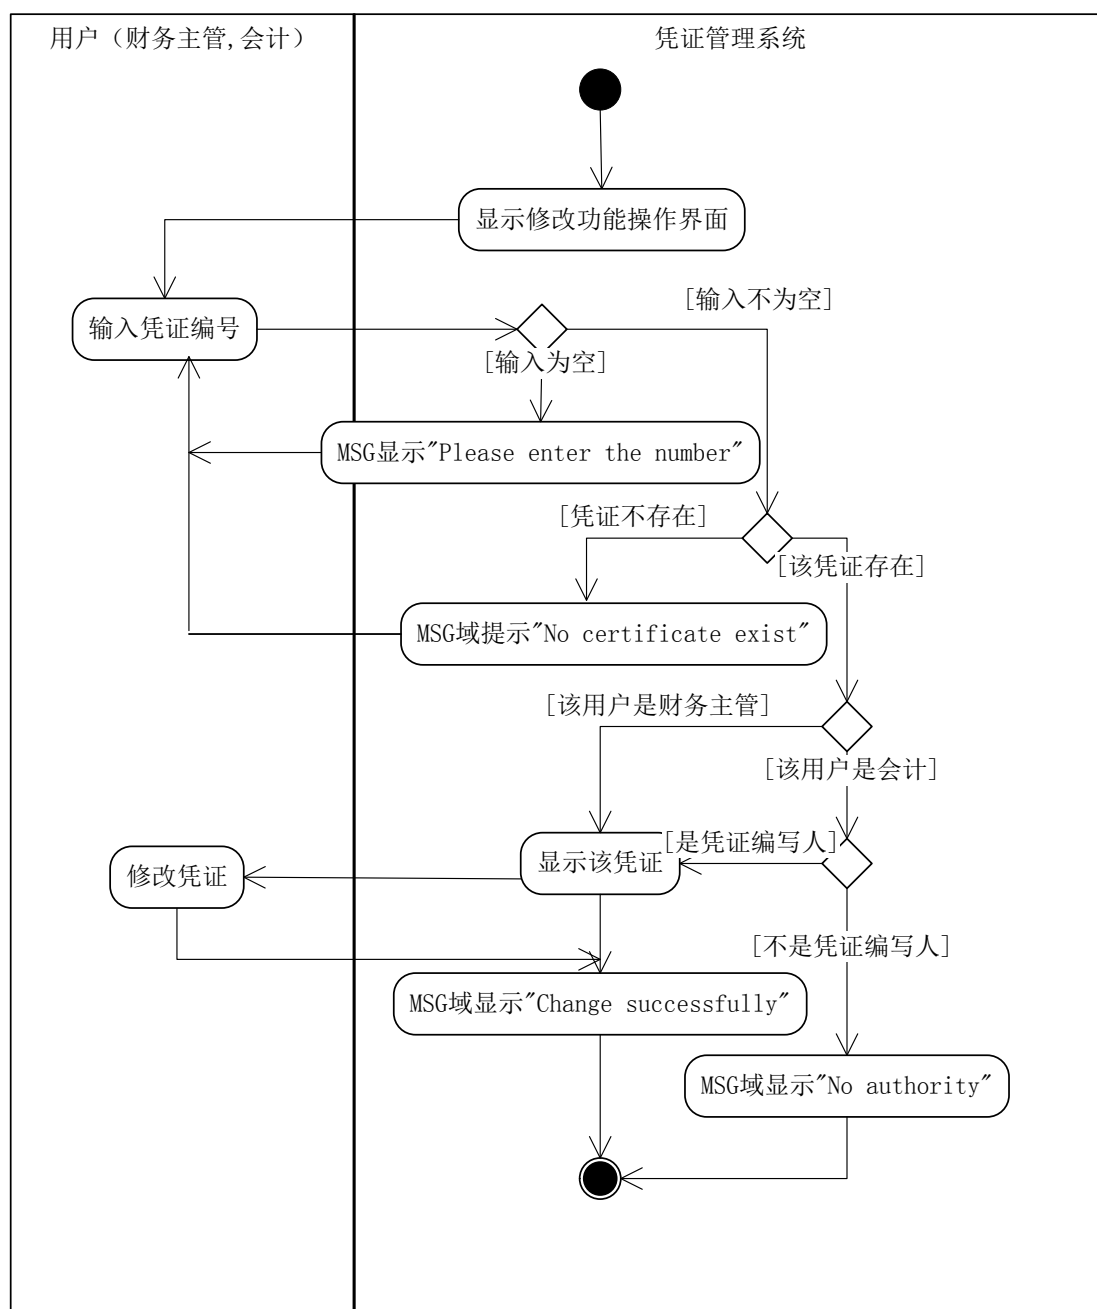 用户（财务主管,会计）
凭证管理系统
显示修改功能操作界面
[输入不为空]
输入凭证编号
[输入为空]
MSG显示"Please enter the number"
[凭证不存在]
[该凭证存在]
MSG域提示"No certificate exist"
[该用户是财务主管]
[该用户是会计]
[是凭证编写人]
显示该凭证
修改凭证
[不是凭证编写人]
MSG域显示"Change successfully"
MSG域显示"No authority"